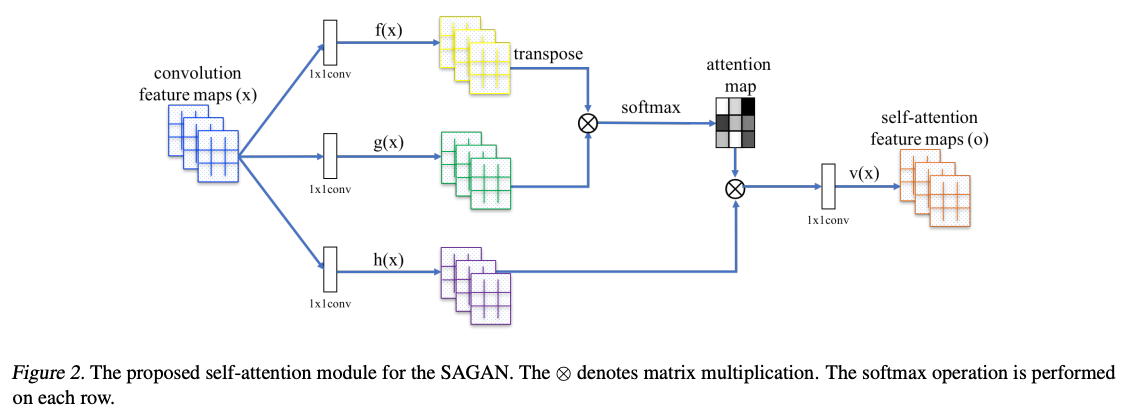 f(x)
transpose
1x1conv
convolution
feature maps (x)
attention
map
softmax
self-attention
feature maps (o)
g(x)
1x1conv
v(x)
1x1conv
h(x)
1x1conv
Figure 2. The proposed self-attention module for the SAGAN. The ⊗ denotes matrix multiplication. The softmax operation is performed
on each row.